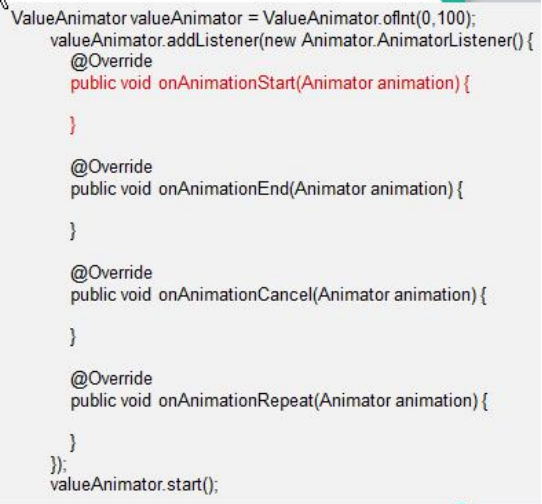 ValueAnimator valueAnimator = ValueAnimator.ofInt(0,100);
valueAnimator.addListener(new Animator.AnimatorListener() {
@Override
public void onAnimationStart(Animator animation) {
}
@Override
public void onAnimationEnd(Animator animation) {
}
@Override
public void onAnimationCancel(Animator animation) {
}
@Override
public void onAnimationRepeat(Animator animation) {
}
});
valueAnimator.start();